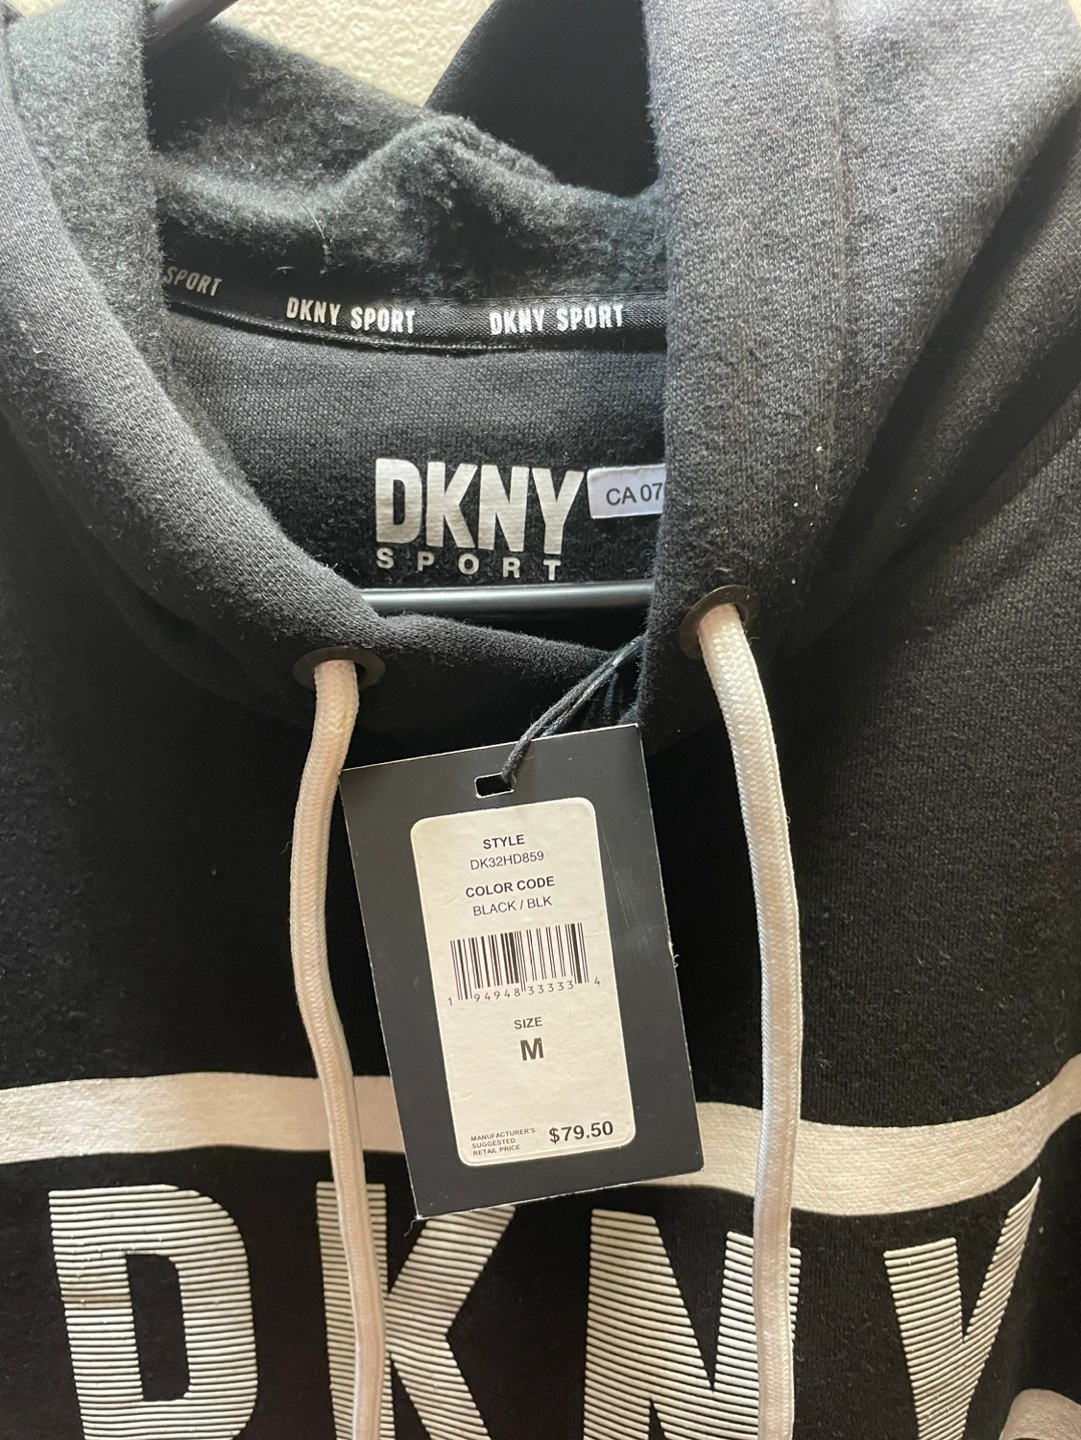 SPORT
DKNY SPORT
DKNY SPORT
DKNY
SPORT
CA 07
STYLE
DK32HD859
COLOR CODE
BLACK / BLK
1 94948 33333 4
SIZE
M
MANUFACTURER'S
SUGGESTED
RETAIL PRICE
$79.50
DKNY